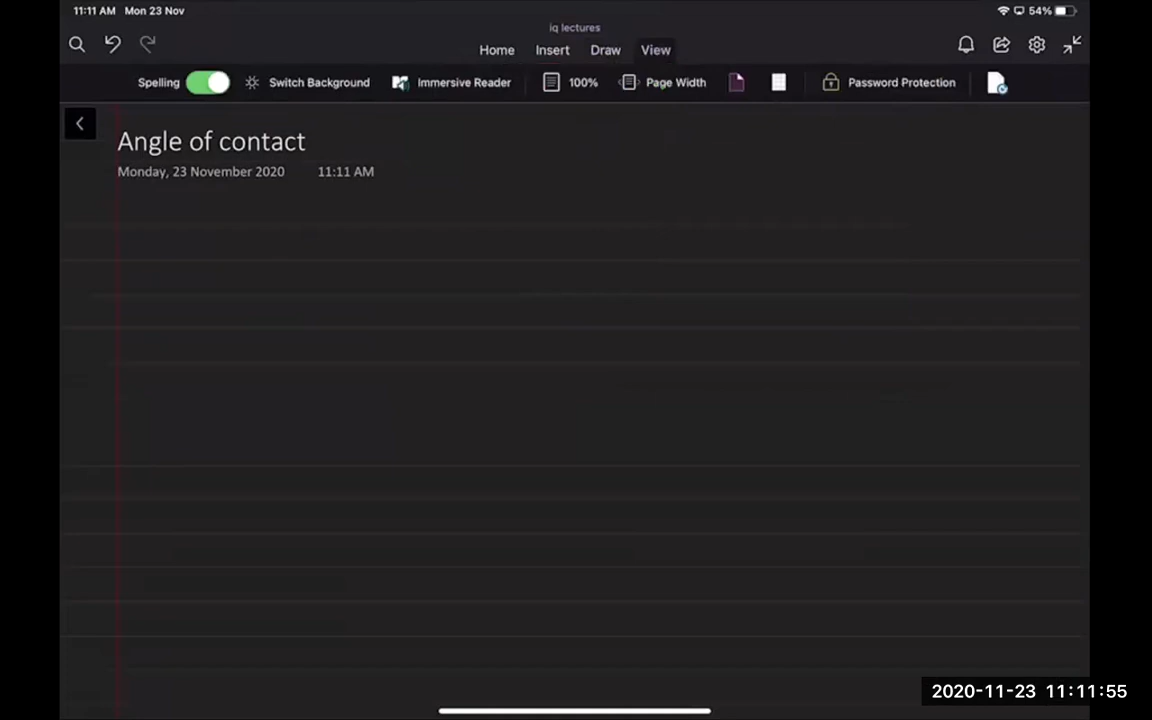 11:11 AM Mon 23 Nov 54%
iq lectures
Home Insert Draw View
Spelling Switch Background Immersive Reader 100% Page Width Password Protection
Angle of contact
Monday, 23 November 2020 11:11 AM
2020-11-23 11:11:55